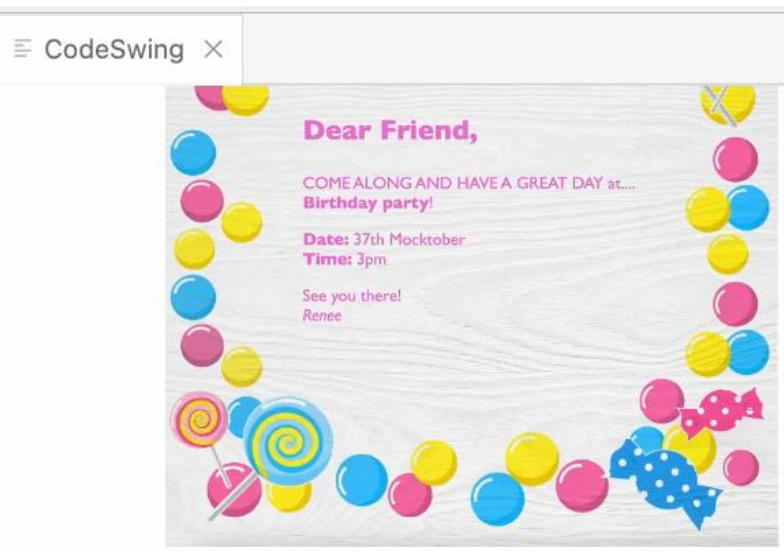 CodeSwing
Dear Friend,
COME ALONG AND HAVE A GREAT DAY at....
Birthday party!
Date: 37th Mocktober
Time: 3pm
See you there!
Renee